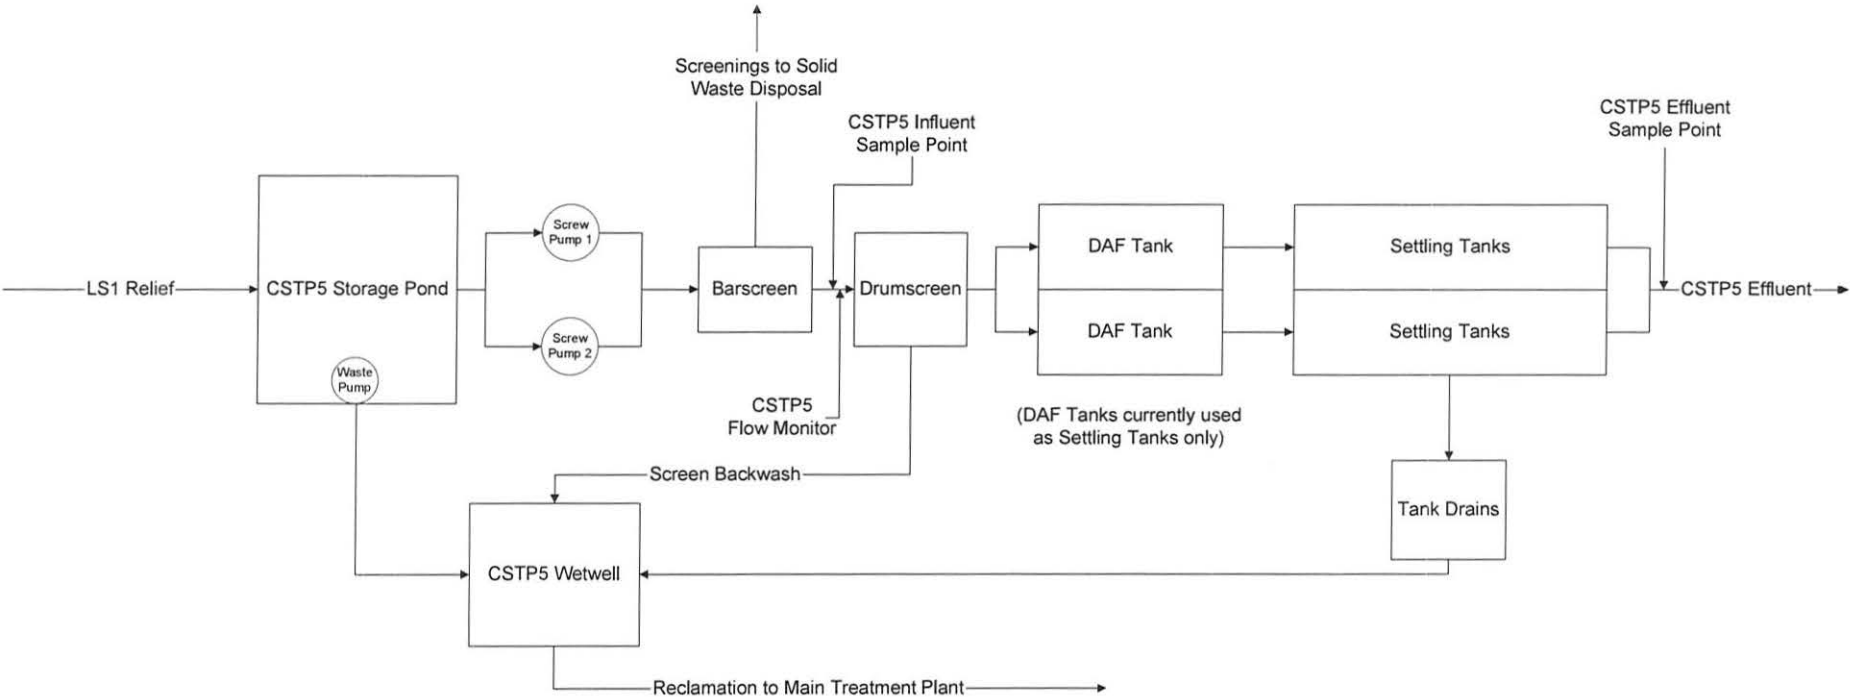 Screenings to Solid
Waste Disposal
CSTP5 Influent
Sample Point
CSTP5 Effluent
Sample Point
LS1 Relief
CSTP5 Storage Pond
Waste
Pump
Screw
Pump 1
Screw
Pump 2
Barscreen
Drumscreen
DAF Tank
DAF Tank
Settling Tanks
Settling Tanks
CSTP5 Effluent
CSTP5
Flow Monitor
(DAF Tanks currently used
as Settling Tanks only)
Screen Backwash
Tank Drains
CSTP5 Wetwell
Reclamation to Main Treatment Plant